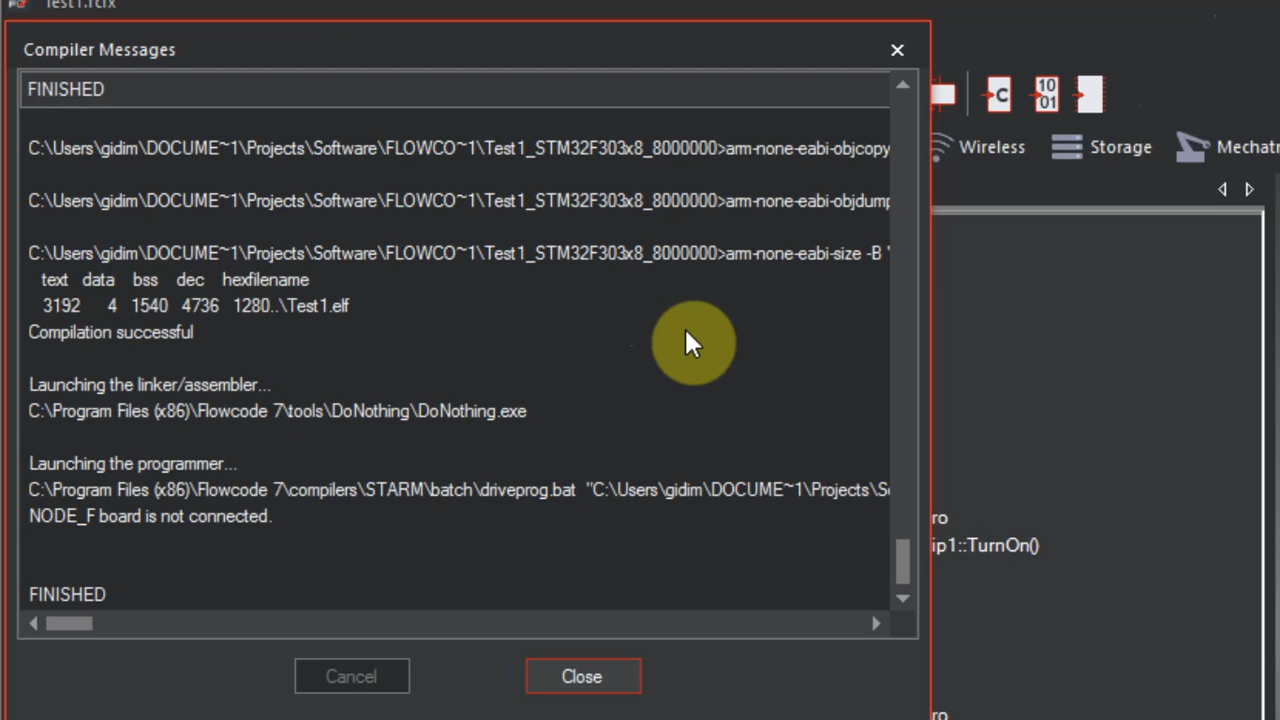 Test1.fcfx
Compiler Messages
FINISHED
C:\Users\gidim\DOCUME~1\Projects\Software\FLOWCO~1\Test1_STM32F303x8_8000000>arm-none-eabi-objcopy
C:\Users\gidim\DOCUME~1\Projects\Software\FLOWCO~1\Test1_STM32F303x8_8000000>arm-none-eabi-objdump
C:\Users\gidim\DOCUME~1\Projects\Software\FLOWCO~1\Test1_STM32F303x8_8000000>arm-none-eabi-size -B "
text data bss dec hexfilename
3192 4 1540 4736 1280..\Test1.elf
Compilation successful
Launching the linker/assembler...
C:\Program Files (x86)\Flowcode 7\tools\DoNothing\DoNothing.exe
Launching the programmer...
C:\Program Files (x86)\Flowcode 7\compilers\STARM\batch\driveprog.bat "C:\Users\gidim\DOCUME~1\Projects\So
NODE_F board is not connected.
FINISHED
Cancel
Close
C
10
01
Wireless
Storage
Mechatr
ro
ip1::TurnOn()
ro